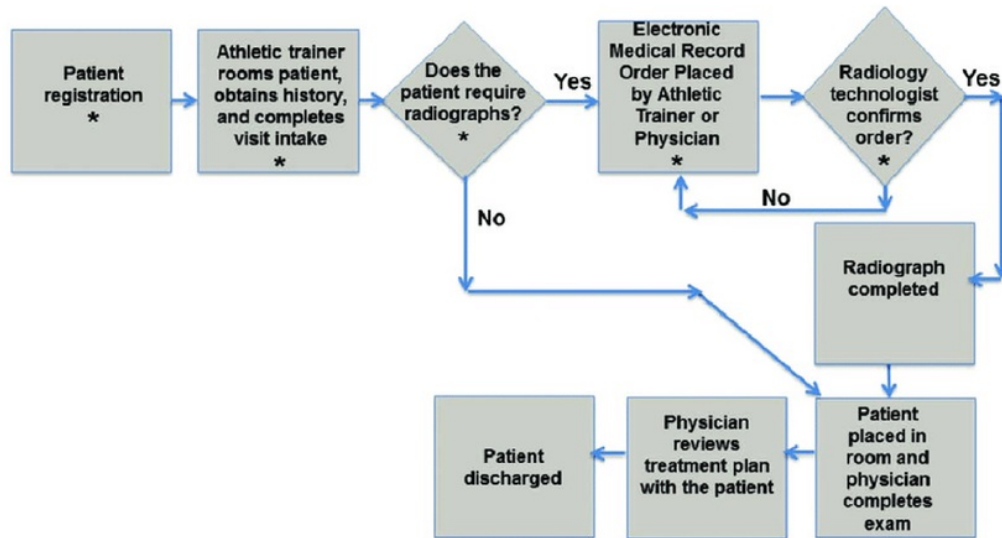 Patient
registration
*
Athletic trainer
rooms patient,
obtains history,
and completes
visit intake
*
Does the
patient require
radiographs?
*
Yes
No
Electronic
Medical Record
Order Placed
by Athletic
Trainer or
Physician
*
Radiology
technologist
confirms
order?
*
Yes
No
Radiograph
completed
Patient
placed in
room and
physician
completes
exam
Physician
reviews
treatment plan
with the patient
Patient
discharged